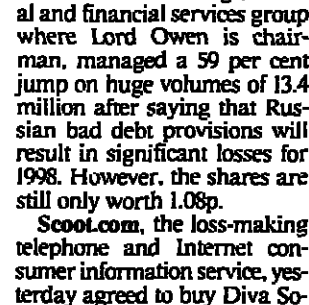 al and financial services group
where Lord Owen is chair-
man, managed a 59 per cent
jump on huge volumes of 13.4
million after saying that Rus-
sian bad debt provisions will
result in significant losses for
1998. However, the shares are
still only worth 1.08p.
Scoot.com, the loss-making
telephone and Internet con-
sumer information service, yes-
terday agreed to buy Diva So-